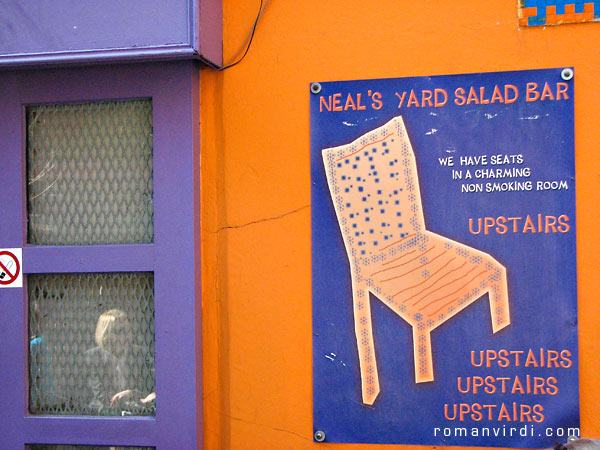 NEAL'S YARD SALAD BAR
WE HAVE SEATS
IN A CHARMING
NON SMOKING ROOM
UPSTAIRS
UPSTAIRS
UPSTAIRS
UPSTAIRS
romanvirdi.com